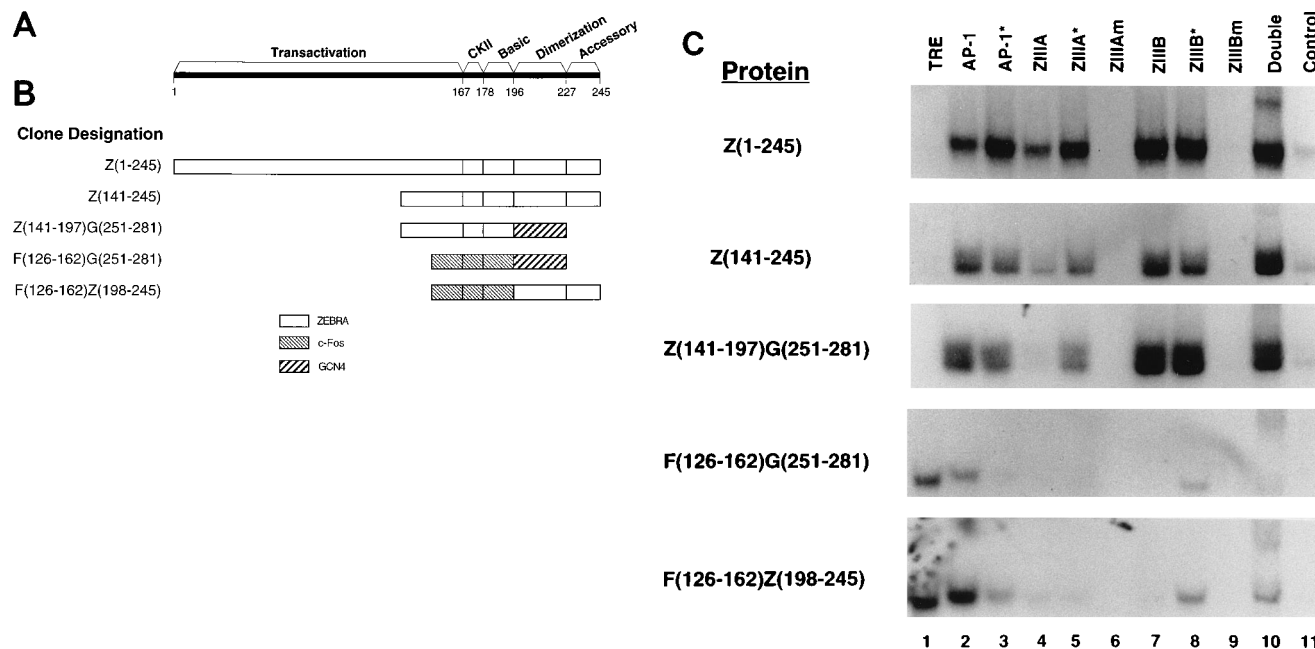 A
Transactivation
CKII
Basic
Dimerization
Accessory
1
167
178
196
227
245
B
Clone Designation
Z(1-245)
Z(141-245)
Z(141-197)G(251-281)
F(126-162)G(251-281)
F(126-162)Z(198-245)
ZEBRA
c-Fos
GCN4
C
Protein
TRE
AP-1
AP-1*
ZIIIA
ZIIIA*
ZIIIAm
ZIIIB
ZIIIB*
ZIIIBm
Double
Control
Z(1-245)
Z(141-245)
Z(141-197)G(251-281)
F(126-162)G(251-281)
F(126-162)Z(198-245)
1 2 3 4 5 6 7 8 9 10 11